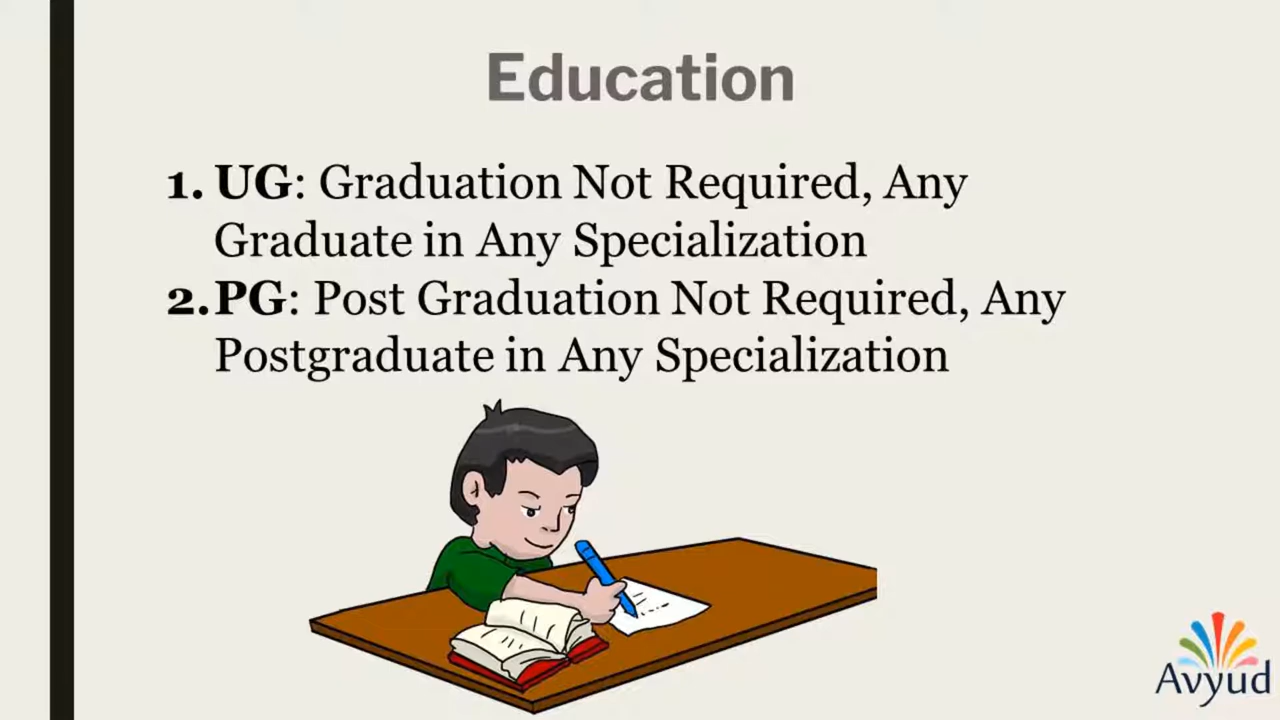 Education
1. UG: Graduation Not Required, Any
Graduate in Any Specialization
2. PG: Post Graduation Not Required, Any
Postgraduate in Any Specialization
Avyud